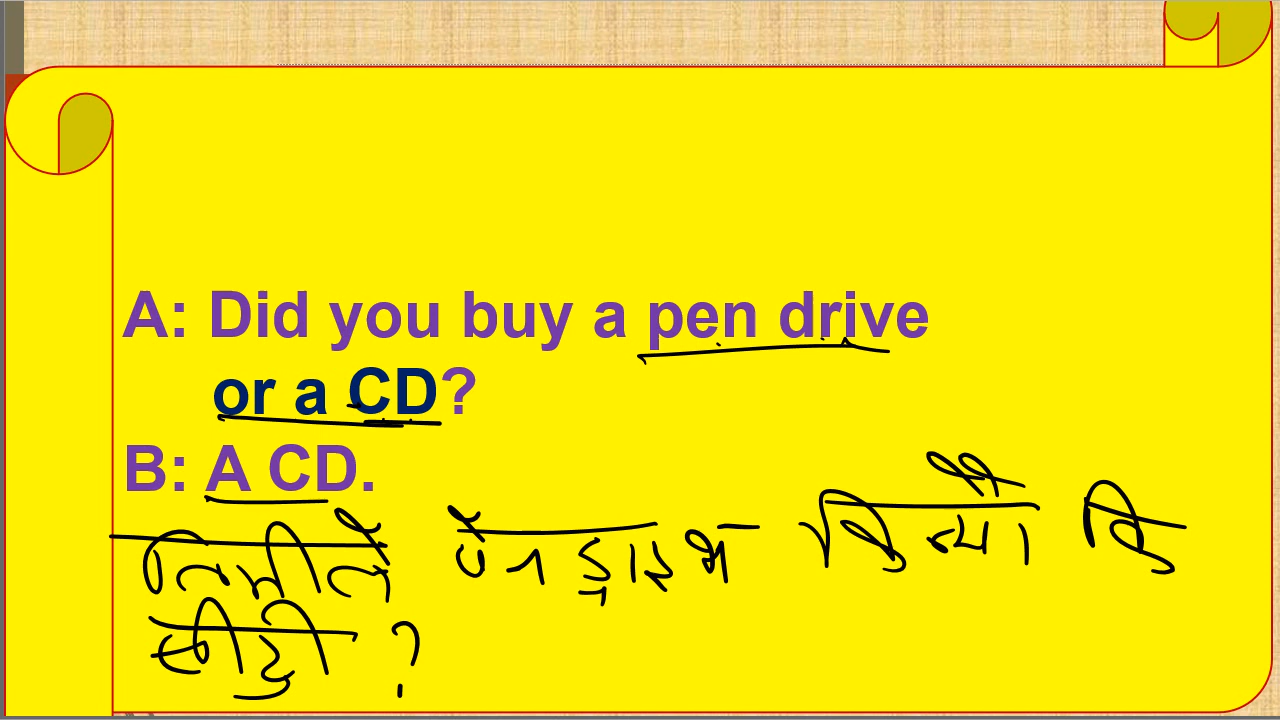 A: Did you buy a pen drive
or a CD?
B: A CD.
तिमीले पेनड्राइभ किन्यौ कि
सीडी ?